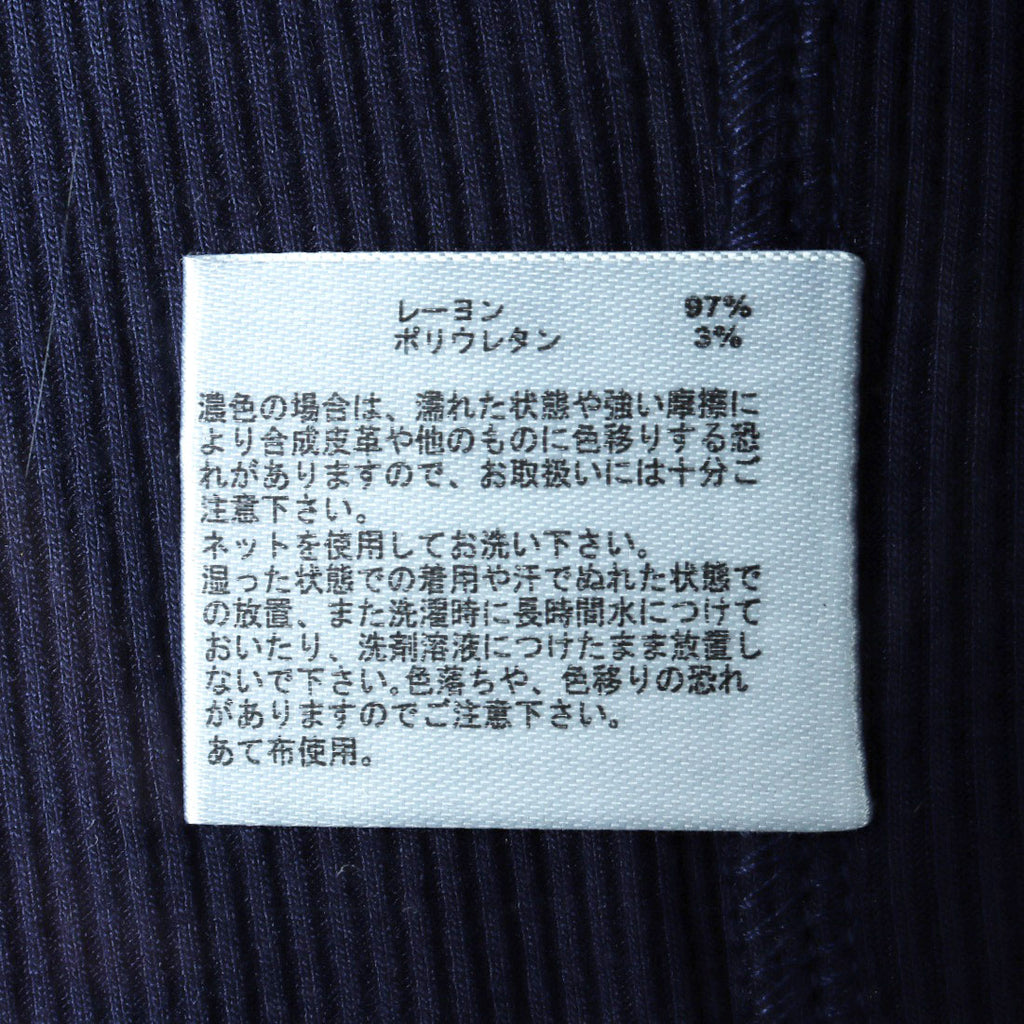 レーヨン 97%
ポリウレタン 3%
濃色の場合は、濡れた状態や強い摩擦に
より合成皮革や他のものに色移りする恐
れがありますので、お取扱いには十分ご
注意下さい。
ネットを使用してお洗い下さい。
湿った状態での着用や汗でぬれた状態で
の放置、また洗濯時に長時間水につけて
おいたり、洗剤溶液につけたまま放置し
ないで下さい。色落ちや、色移りの恐れ
がありますのでご注意下さい。
あて布使用。